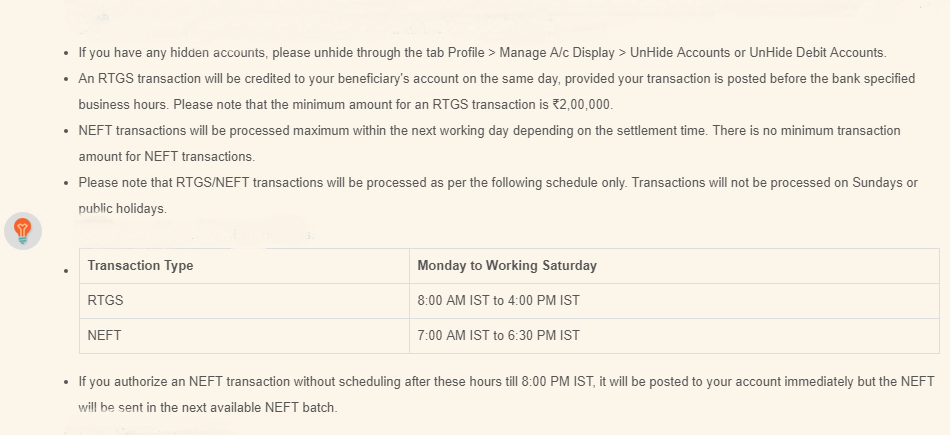 If you have any hidden accounts, please unhide through the tab Profile > Manage A/c Display > UnHide Accounts or UnHide Debit Accounts.
An RTGS transaction will be credited to your beneficiary's account on the same day, provided your transaction is posted before the bank specified
business hours. Please note that the minimum amount for an RTGS transaction is ₹2,00,000.
NEFT transactions will be processed maximum within the next working day depending on the settlement time. There is no minimum transaction
amount for NEFT transactions.
Please note that RTGS/NEFT transactions will be processed as per the following schedule only. Transactions will not be processed on Sundays or
public holidays.
Transaction Type Monday to Working Saturday
RTGS 8:00 AM IST to 4:00 PM IST
NEFT 7:00 AM IST to 6:30 PM IST
If you authorize an NEFT transaction without scheduling after these hours till 8:00 PM IST, it will be posted to your account immediately but the NEFT
will be sent in the next available NEFT batch.